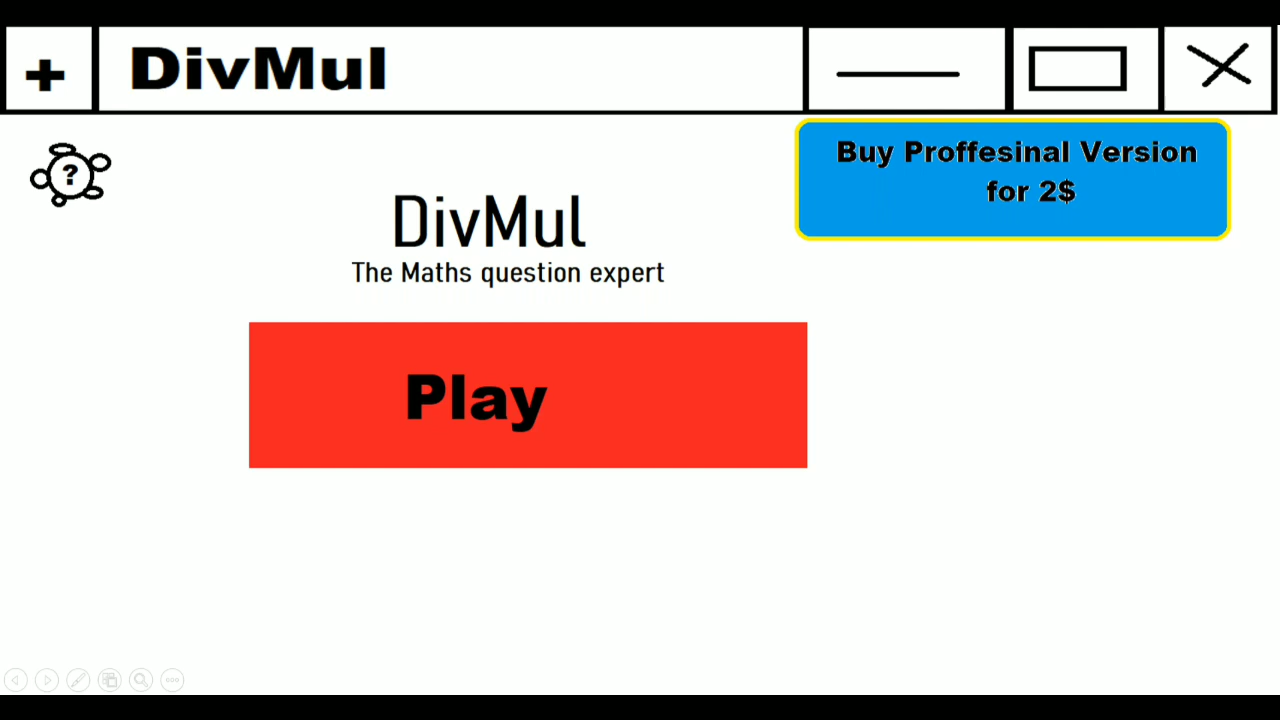 + DivMul
Buy Proffesinal Version
for 2$
?
DivMul
The Maths question expert
Play